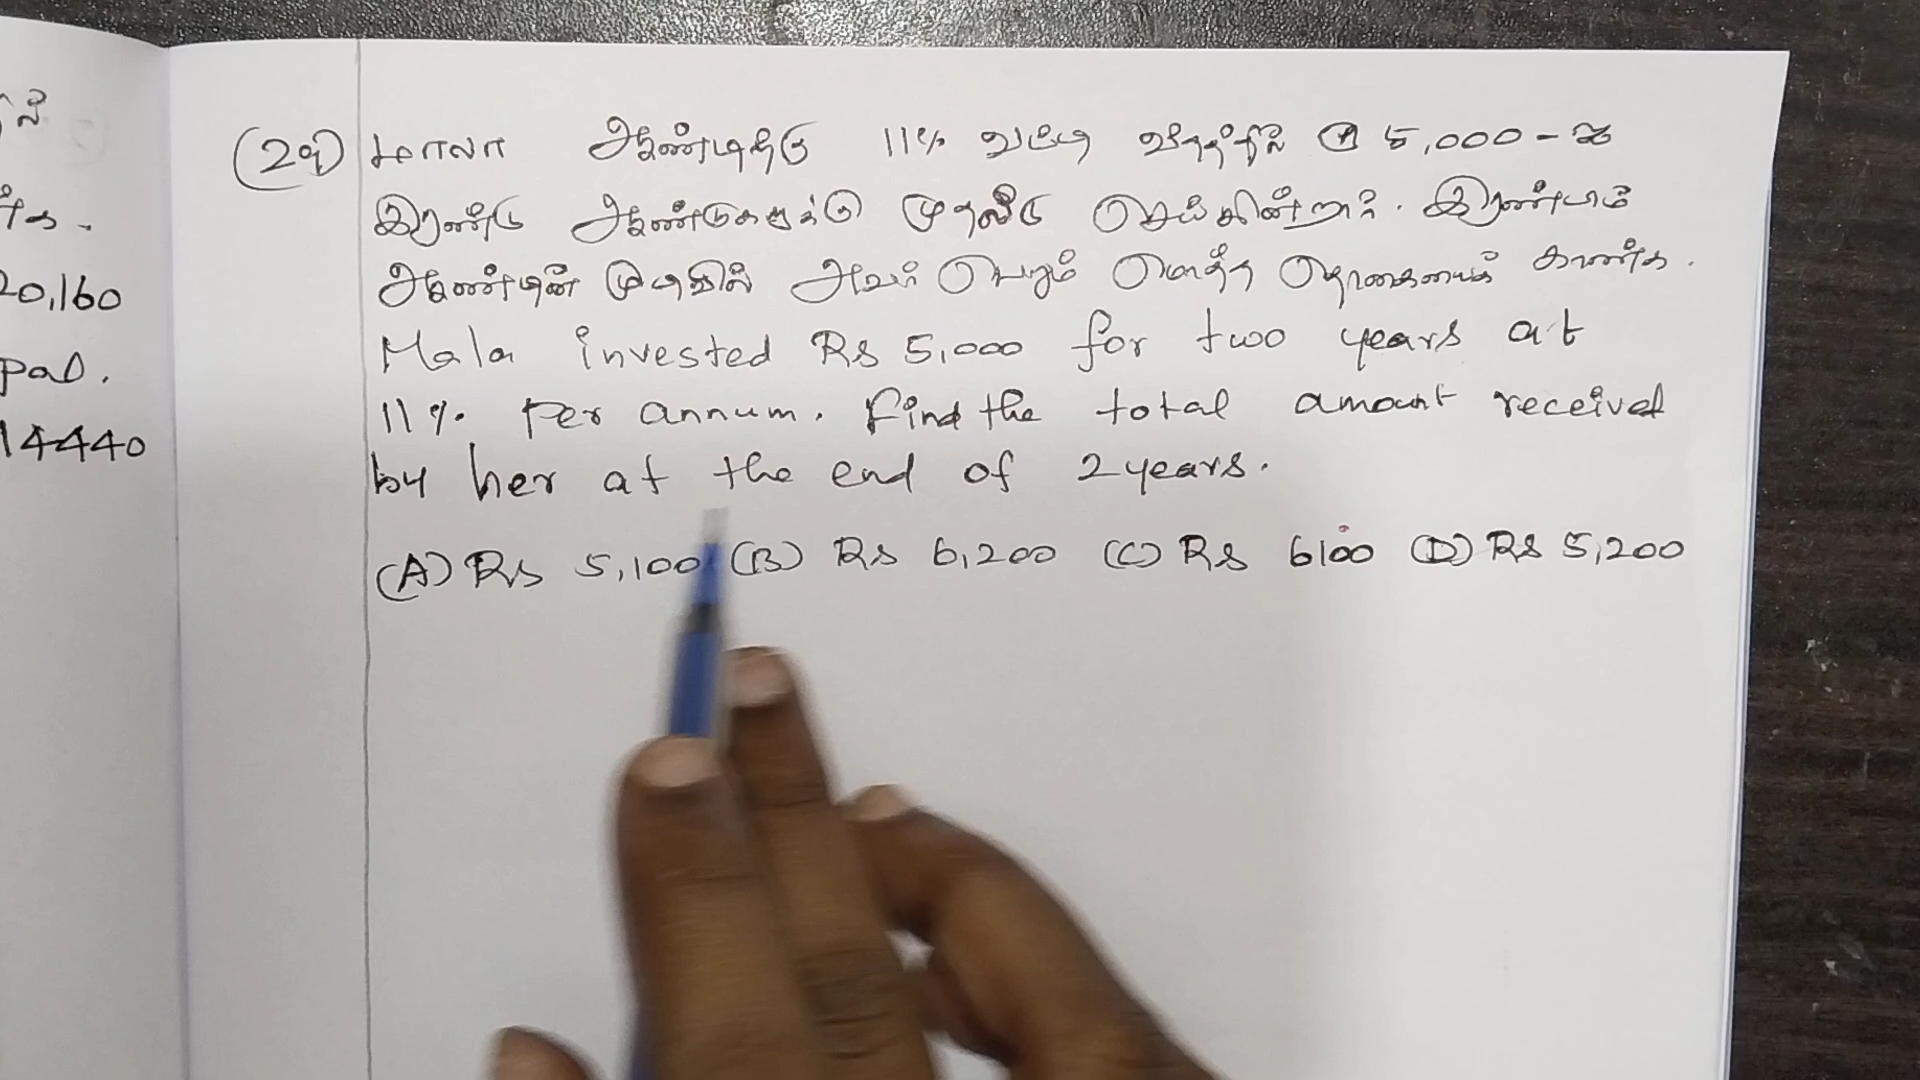 லி
ண்க.
20,160
pal.
14440
(29) மாலா ஆண்டிற்கு 11% வட்டி வீதத்தில் ₹ 5,000-ஐ
இரண்டு ஆண்டுகளுக்கு முதலீடு செய்கின்றார். இரண்டாம்
ஆண்டின் முடிவில் அவர் பெறும் மொத்த தொகையைக் காண்க.
Mala invested Rs 5,000 for two years at
11% Per annum. Find the total amount received
by her at the end of 2 years.
(A) Rs 5,100 (B) Rs 6,200 (C) Rs 6100 (D) Rs 5,200